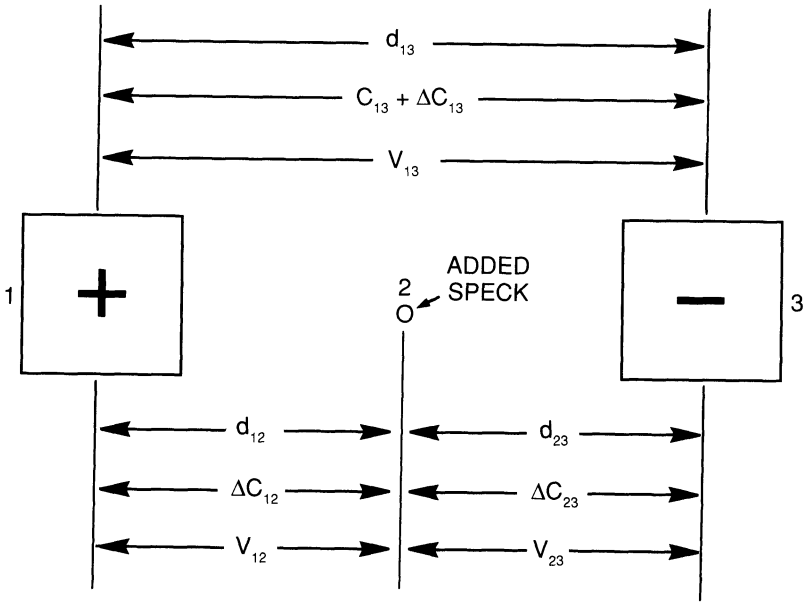 d₁₃
C₁₃ + ΔC₁₃
V₁₃
+
−
1
2
ADDED
SPECK
3
d₁₂
d₂₃
ΔC₁₂
ΔC₂₃
V₁₂
V₂₃